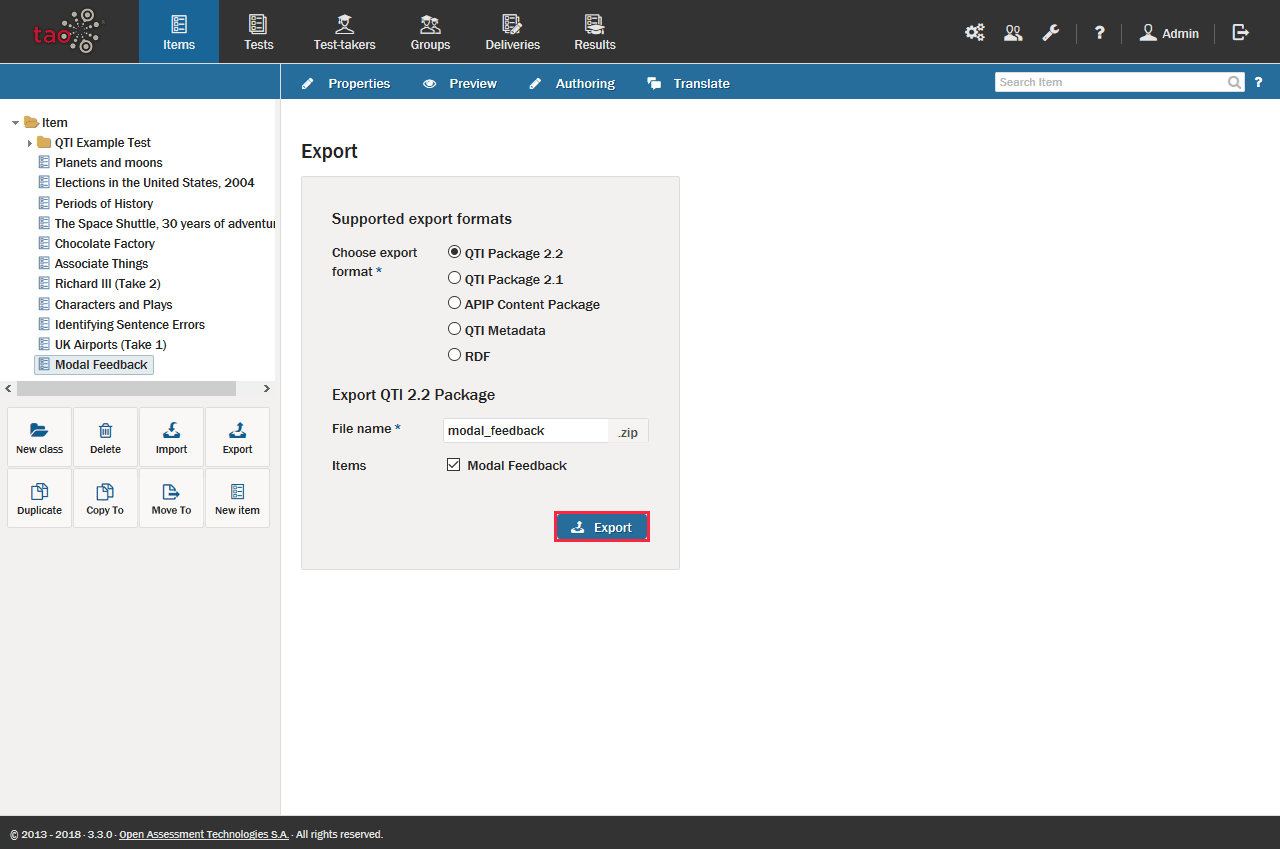 tao
Items
Tests
Test-takers
Groups
Deliveries
Results
?
Admin
Properties
Preview
Authoring
Translate
Search Item
?
Item
QTI Example Test
Planets and moons
Elections in the United States, 2004
Periods of History
The Space Shuttle, 30 years of adventur
Chocolate Factory
Associate Things
Richard III (Take 2)
Characters and Plays
Identifying Sentence Errors
UK Airports (Take 1)
Modal Feedback
New class
Delete
Import
Export
Duplicate
Copy To
Move To
New item
Export
Supported export formats
Choose export
format *
QTI Package 2.2
QTI Package 2.1
APIP Content Package
QTI Metadata
RDF
Export QTI 2.2 Package
File name *
modal_feedback
.zip
Items
Modal Feedback
Export
© 2013 - 2018 · 3.3.0 · Open Assessment Technologies S.A. · All rights reserved.